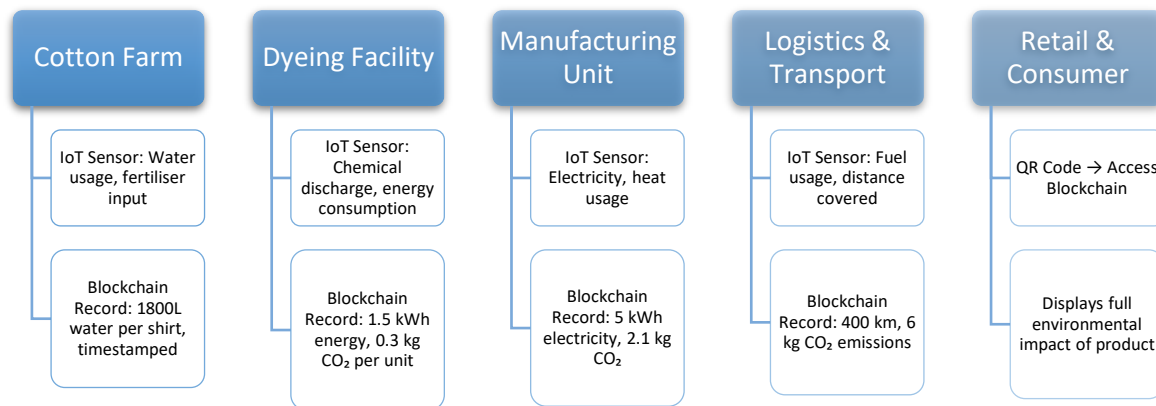 Cotton Farm
IoT Sensor: Water
usage, fertiliser
input
Blockchain
Record: 1800L
water per shirt,
timestamped
Dyeing Facility
IoT Sensor:
Chemical
discharge, energy
consumption
Blockchain
Record: 1.5 kWh
energy, 0.3 kg
CO₂ per unit
Manufacturing
Unit
IoT Sensor:
Electricity, heat
usage
Blockchain
Record: 5 kWh
electricity, 2.1 kg
CO₂
Logistics &
Transport
IoT Sensor: Fuel
usage, distance
covered
Blockchain
Record: 400 km, 6
kg CO₂ emissions
Retail &
Consumer
QR Code → Access
Blockchain
Displays full
environmental
impact of product